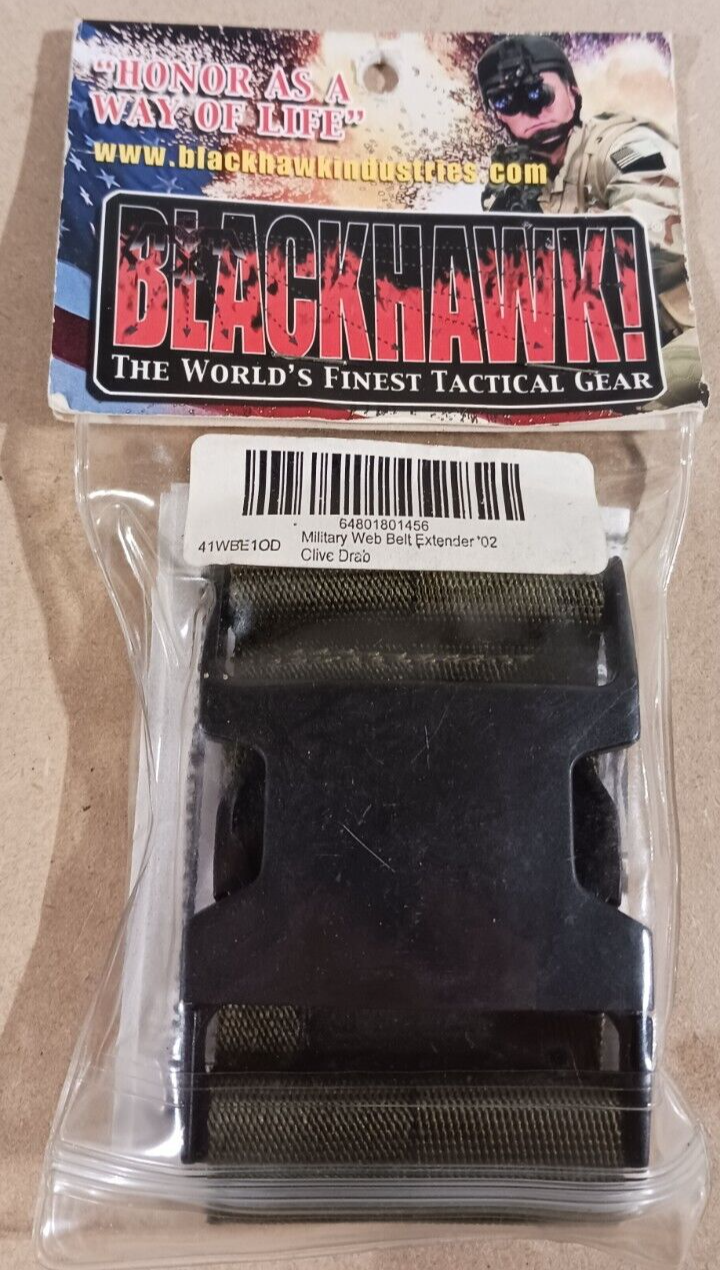 "HONOR AS A
WAY OF LIFE"
www.blackhawkindustries.com
BLACKHAWK!
THE WORLD'S FINEST TACTICAL GEAR
64801801456
41WBE1OD Military Web Belt Extender '02
Clive Drab